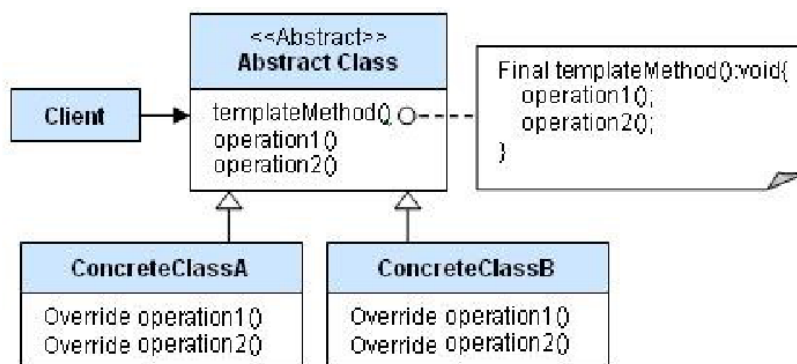 <<Abstract>>
Abstract Class
Client
templateMethod()
operation1()
operation2()
Final templateMethod():void{
operation1();
operation2();
}
ConcreteClassA
Override operation1()
Override operation2()
ConcreteClassB
Override operation1()
Override operation2()